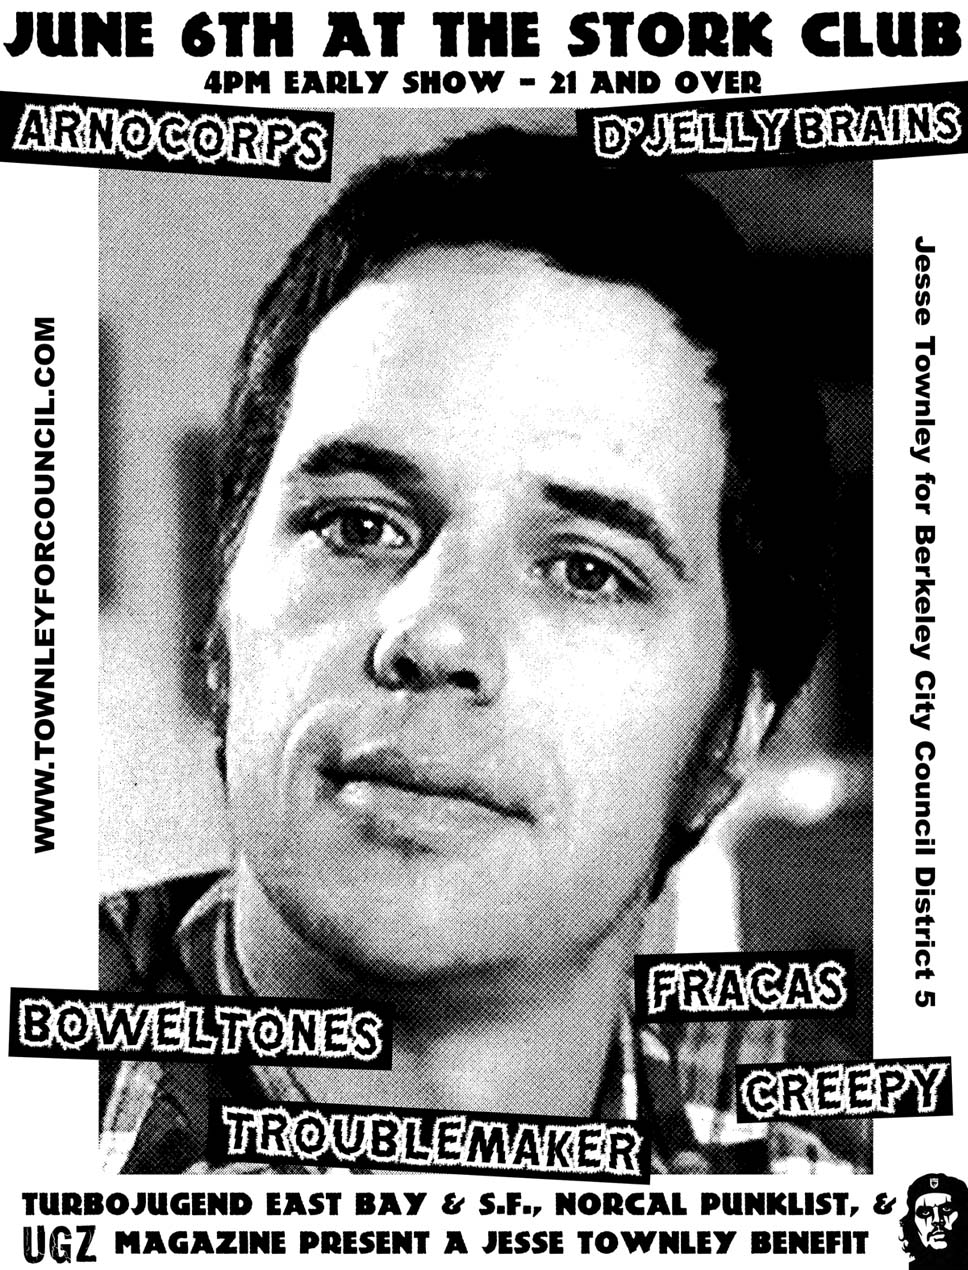 JUNE 6TH AT THE STORK CLUB
4PM EARLY SHOW - 21 AND OVER
ARNOCORPS
D'JELLY BRAINS
WWW.TOWNLEYFORCOUNCIL.COM
Jesse Townley for Berkeley City Council District 5
FRACAS
BOWELTONES
CREEPY
TROUBLEMAKER
TURBOJUGEND EAST BAY & S.F., NORCAL PUNKLIST, &
UGZ MAGAZINE PRESENT A JESSE TOWNLEY BENEFIT